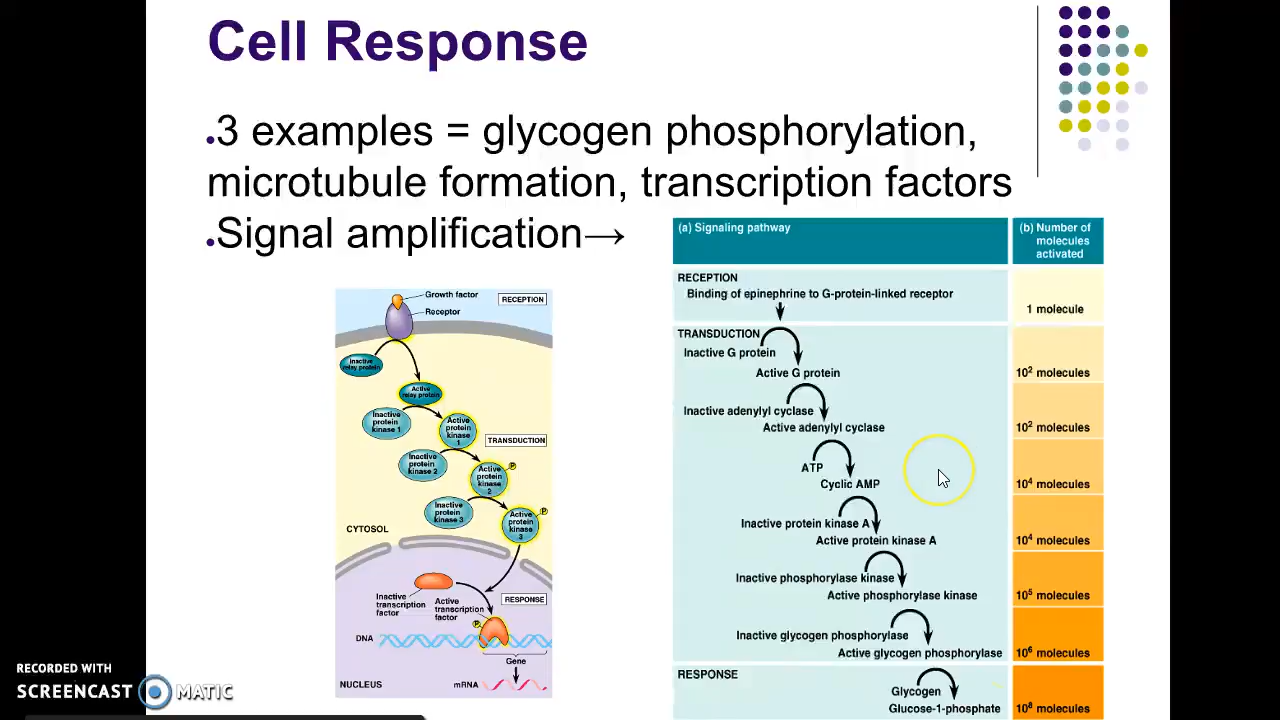 Cell Response
3 examples = glycogen phosphorylation,
microtubule formation, transcription factors
Signal amplification→
Growth factor
RECEPTION
Receptor
Inactive
relay protein
Active
relay protein
Inactive
protein
kinase 1
Active
protein
kinase
1
TRANSDUCTION
Inactive
protein
kinase 2
Active
protein
kinase
2
P
Inactive
protein
kinase 3
Active
protein
kinase
3
P
CYTOSOL
Inactive
transcription
factor
Active
transcription
factor
RESPONSE
P
DNA
Gene
NUCLEUS
mRNA
(a) Signaling pathway
(b) Number of
molecules
activated
RECEPTION
Binding of epinephrine to G-protein-linked receptor
1 molecule
TRANSDUCTION
Inactive G protein
Active G protein
10² molecules
Inactive adenylyl cyclase
Active adenylyl cyclase
10² molecules
ATP
Cyclic AMP
10⁴ molecules
Inactive protein kinase A
Active protein kinase A
10⁴ molecules
Inactive phosphorylase kinase
Active phosphorylase kinase
10⁵ molecules
Inactive glycogen phosphorylase
Active glycogen phosphorylase
10⁶ molecules
RESPONSE
Glycogen
Glucose-1-phosphate
10⁸ molecules
RECORDED WITH
SCREENCAST MATIC